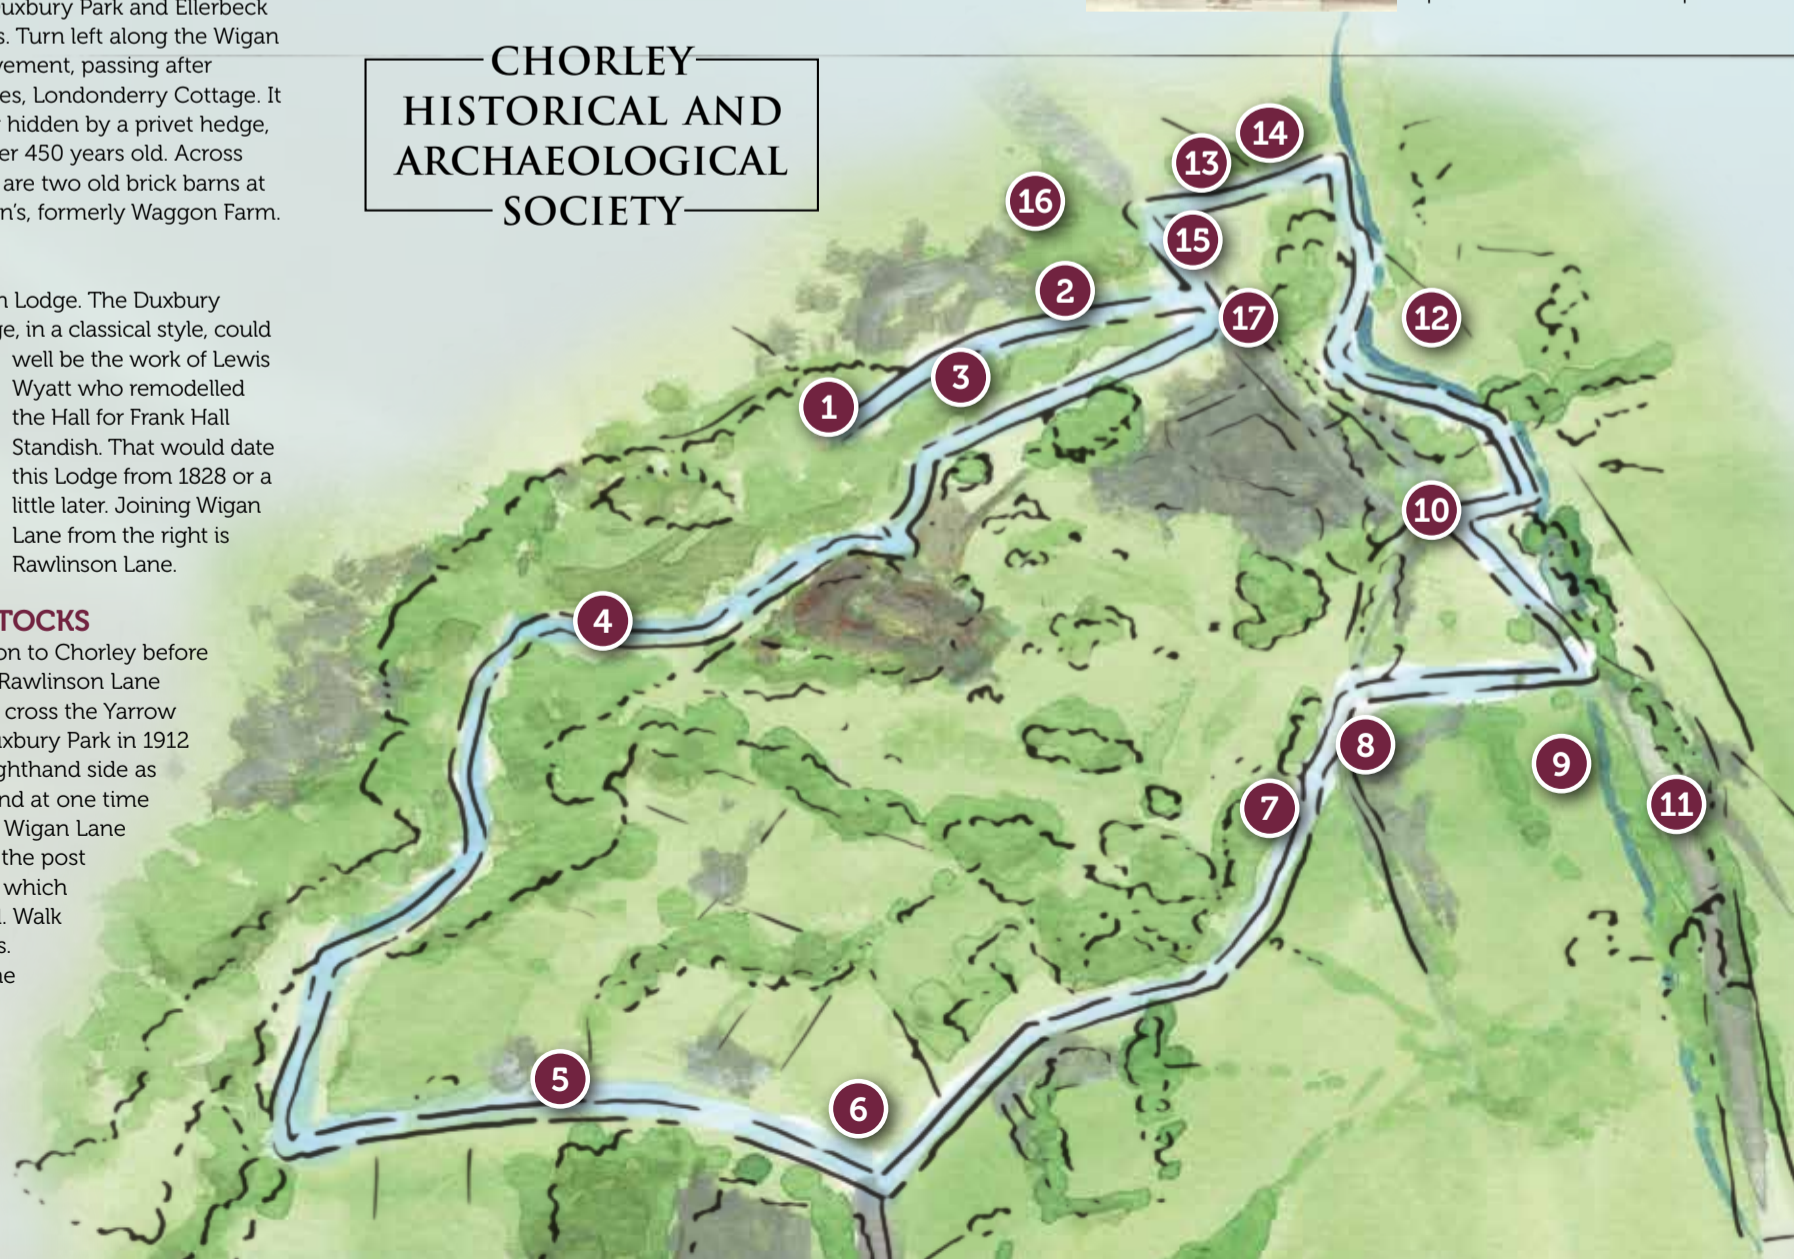 uxbury Park and Ellerbeck
s. Turn left along the Wigan
vement, passing after
es, Londonderry Cottage. It
hidden by a privet hedge,
er 450 years old. Across
are two old brick barns at
n's, formerly Waggon Farm.
n Lodge. The Duxbury
ge, in a classical style, could
well be the work of Lewis
Wyatt who remodelled
the Hall for Frank Hall
Standish. That would date
this Lodge from 1828 or a
little later. Joining Wigan
Lane from the right is
Rawlinson Lane.
TOCKS
on to Chorley before
Rawlinson Lane
cross the Yarrow
uxbury Park in 1912
ghthand side as
nd at one time
Wigan Lane
the post
which
. Walk
s.
ne
CHORLEY
HISTORICAL AND
ARCHAEOLOGICAL
SOCIETY
14
13
16
15
2
17
12
3
1
10
4
8
9
7
11
5
6